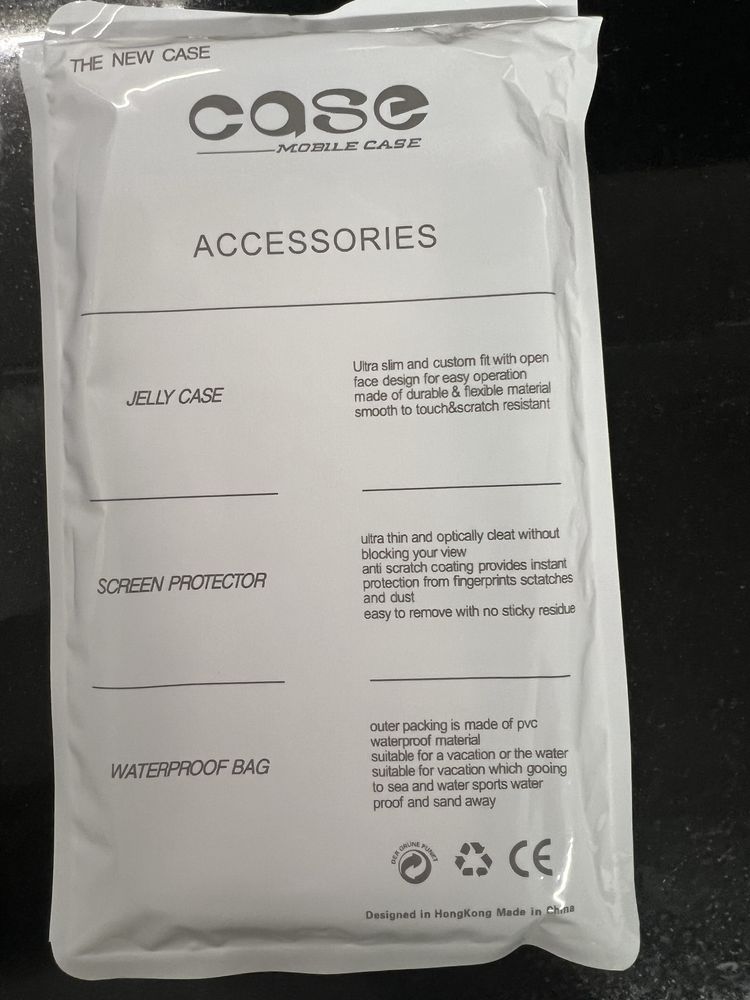 THE NEW CASE
case
MOBILE CASE
ACCESSORIES
JELLY CASE
Ultra slim and custom fit with open
face design for easy operation
made of durable & flexible material
smooth to touch&scratch resistant
SCREEN PROTECTOR
ultra thin and optically cleat without
blocking your view
anti scratch coating provides instant
protection from fingerprints sctatches
and dust
easy to remove with no sticky residue
WATERPROOF BAG
outer packing is made of pvc
waterproof material
suitable for a vacation or the water
suitable for vacation which gooing
to sea and water sports water
proof and sand away
DER GRÜNE PUNKT
CE
Designed in HongKong Made in China